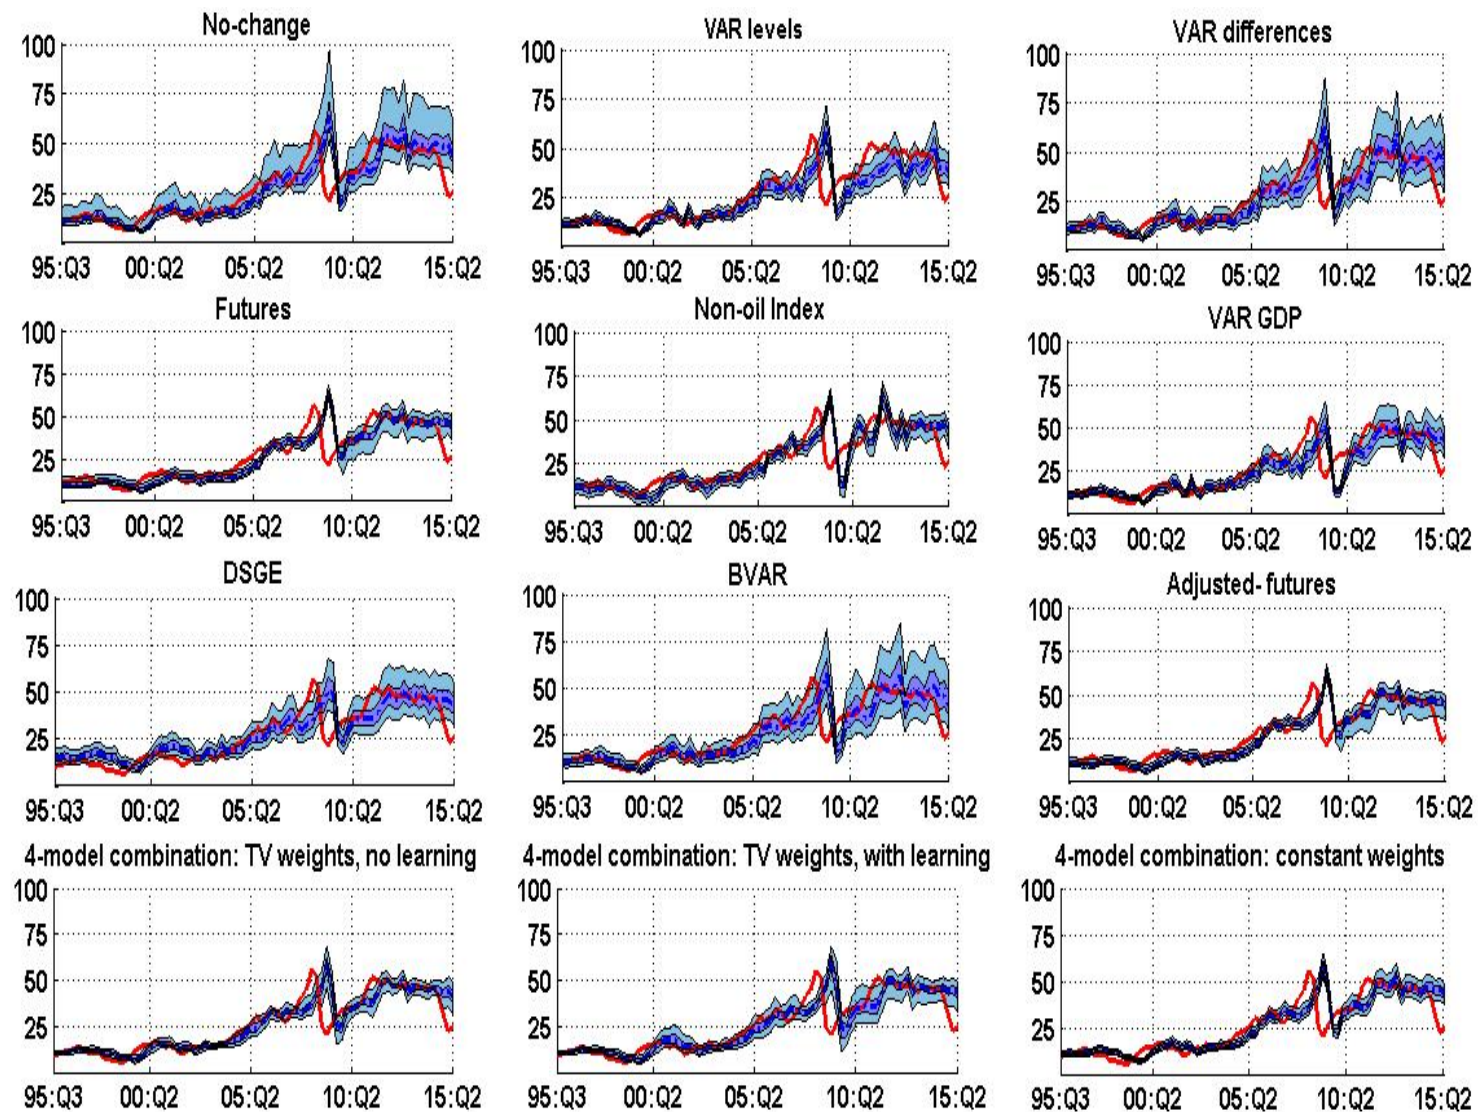 No-change
100
75
50
25
95:Q3 00:Q2 05:Q2 10:Q2 15:Q2
VAR levels
100
75
50
25
95:Q3 00:Q2 05:Q2 10:Q2 15:Q2
VAR differences
100
75
50
25
95:Q3 00:Q2 05:Q2 10:Q2 15:Q2
Futures
100
75
50
25
95:Q3 00:Q2 05:Q2 10:Q2 15:Q2
Non-oil Index
100
75
50
25
95:Q3 00:Q2 05:Q2 10:Q2 15:Q2
VAR GDP
100
75
50
25
95:Q3 00:Q2 05:Q2 10:Q2 15:Q2
DSGE
100
75
50
25
95:Q3 00:Q2 05:Q2 10:Q2 15:Q2
BVAR
100
75
50
25
95:Q3 00:Q2 05:Q2 10:Q2 15:Q2
Adjusted- futures
100
75
50
25
95:Q3 00:Q2 05:Q2 10:Q2 15:Q2
4-model combination: TV weights, no learning
100
75
50
25
95:Q3 00:Q2 05:Q2 10:Q2 15:Q2
4-model combination: TV weights, with learning
100
75
50
25
95:Q3 00:Q2 05:Q2 10:Q2 15:Q2
4-model combination: constant weights
100
75
50
25
95:Q3 00:Q2 05:Q2 10:Q2 15:Q2